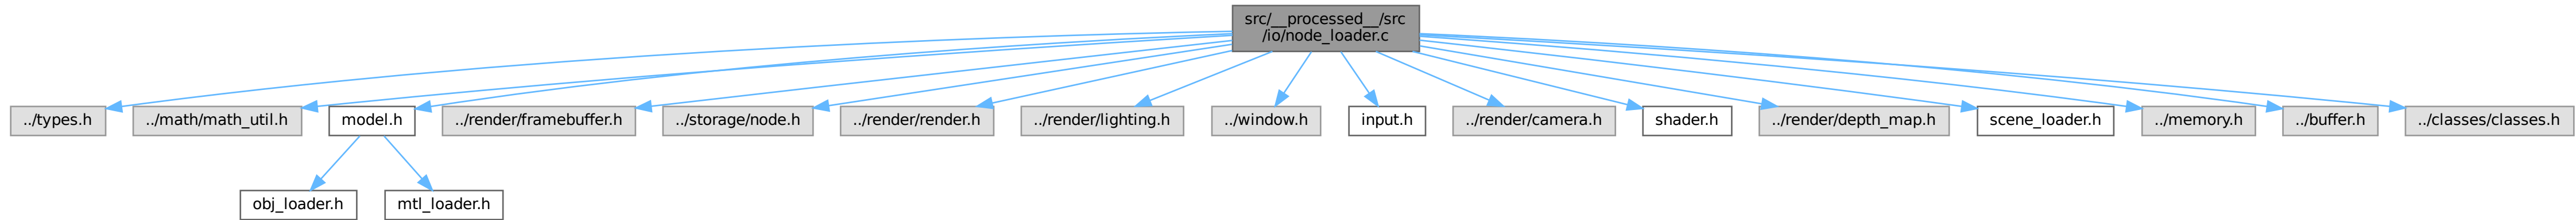 src/__processed__/src
/io/node_loader.c
../types.h
../math/math_util.h
model.h
../render/framebuffer.h
../storage/node.h
../render/render.h
../render/lighting.h
../window.h
input.h
../render/camera.h
shader.h
../render/depth_map.h
scene_loader.h
../memory.h
../buffer.h
../classes/classes.h
obj_loader.h
mtl_loader.h